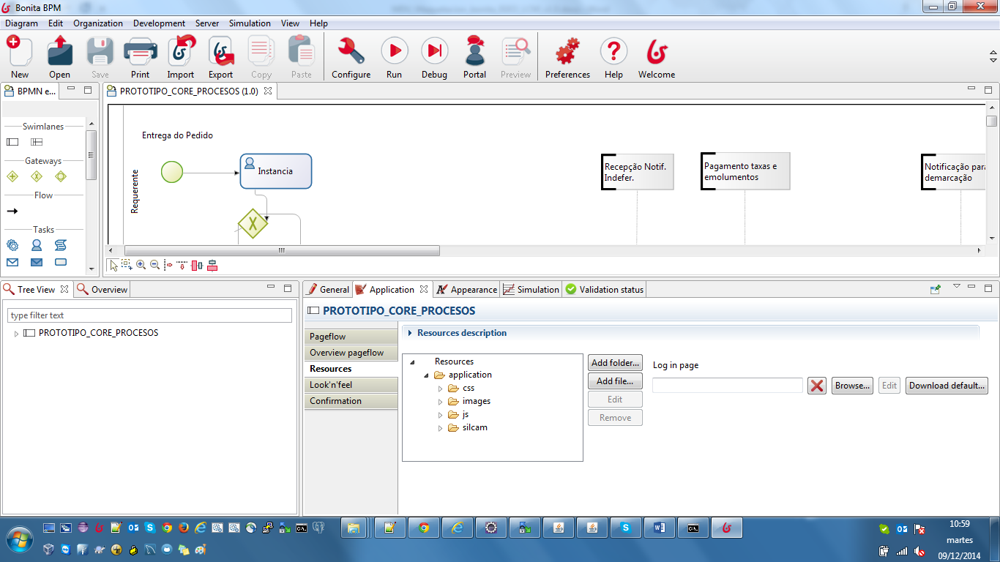 Bonita BPM
Diagram Edit Organization Development Server Simulation View Help
New Open Save Print Import Export Copy Paste Configure Run Debug Portal Preview Preferences Help Welcome
BPMN e...
PROTOTIPO_CORE_PROCESOS (1.0)
Swimlanes
Gateways
Flow
Tasks
Requerente
Entrega do Pedido
Instancia
Recepção Notif.
Indefer.
Pagamento taxas e
emolumentos
Notificação para
demarcação
Tree View Overview
type filter text
PROTOTIPO_CORE_PROCESOS
General Application Appearance Simulation Validation status
PROTOTIPO_CORE_PROCESOS
Pageflow
Overview pageflow
Resources
Look'n'feel
Confirmation
Resources description
Resources
application
css
images
js
silcam
Add folder...
Add file...
Edit
Remove
Log in page
Browse... Edit Download default...
10:59
martes
09/12/2014